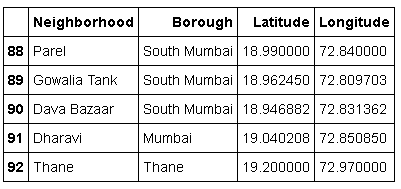 Neighborhood Borough Latitude Longitude
88 Parel South Mumbai 18.990000 72.840000
89 Gowalia Tank South Mumbai 18.962450 72.809703
90 Dava Bazaar South Mumbai 18.946882 72.831362
91 Dharavi Mumbai 19.040208 72.850850
92 Thane Thane 19.200000 72.970000